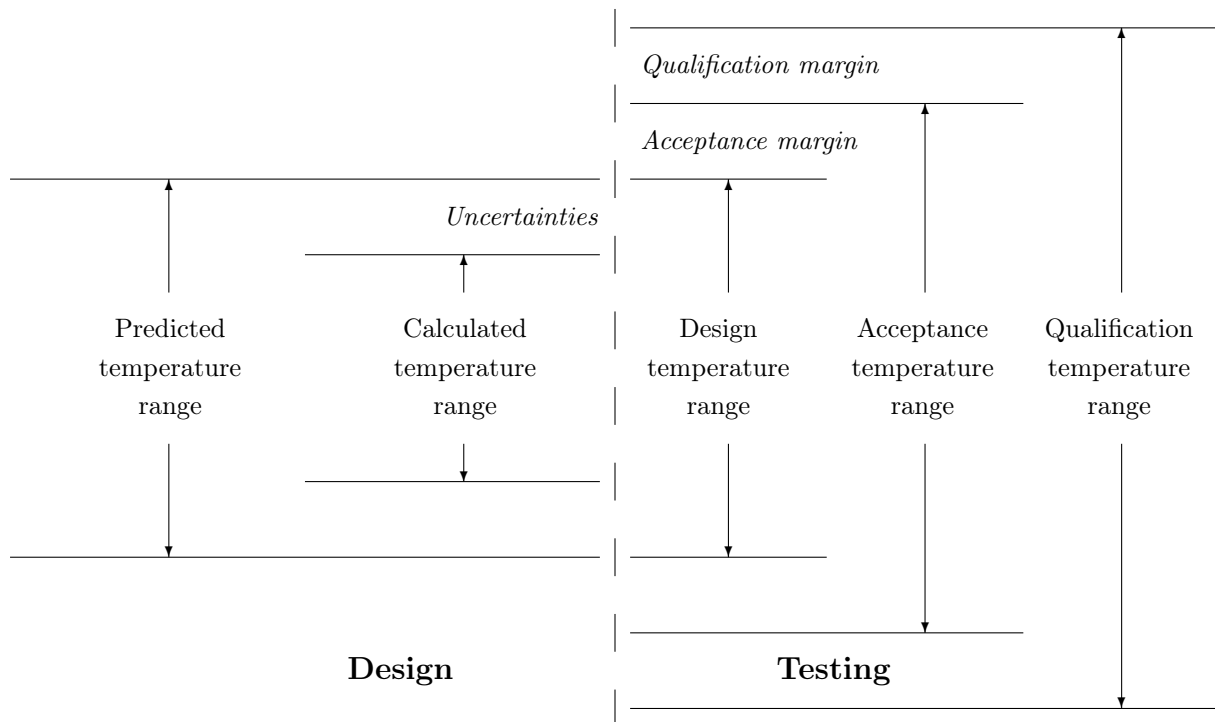 Qualification margin
Acceptance margin
Uncertainties
Predicted
temperature
range
Calculated
temperature
range
Design
temperature
range
Acceptance
temperature
range
Qualification
temperature
range
Design
Testing